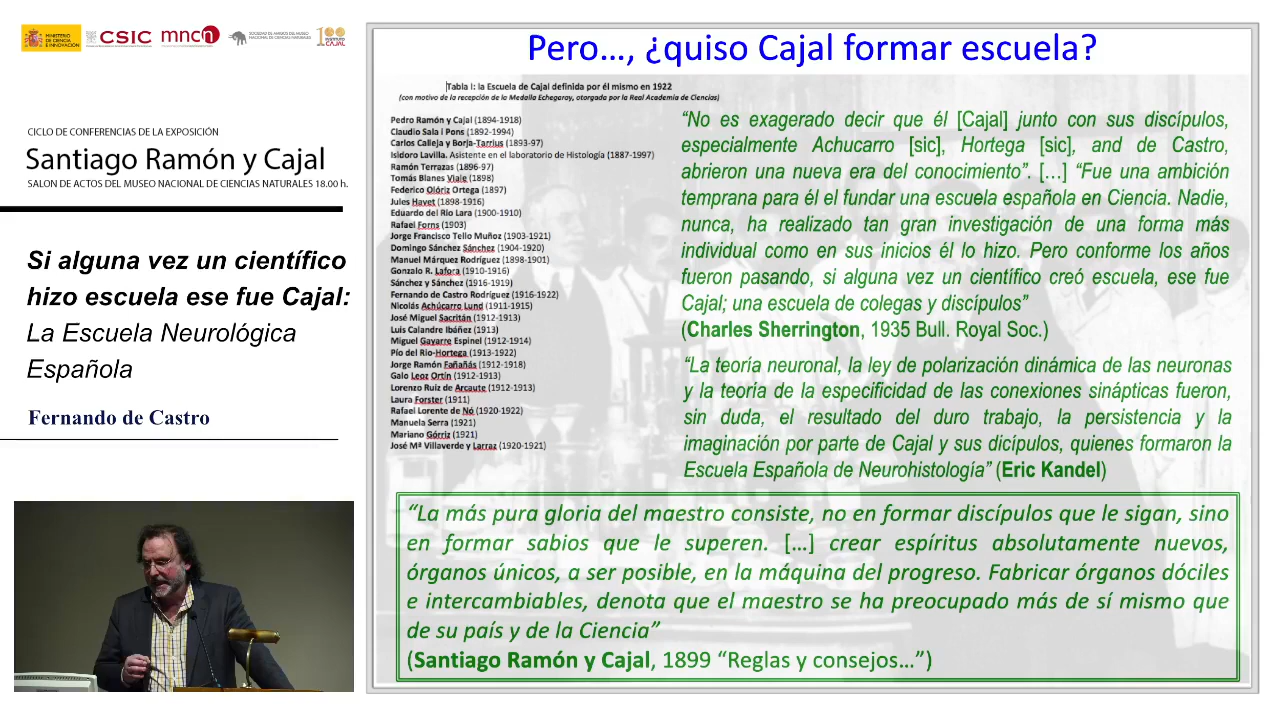 MINISTERIO
DE CIENCIA
E INNOVACIÓN
CSIC
mncn
SOCIEDAD DE AMIGOS DEL MUSEO
NACIONAL DE CIENCIAS NATURALES
100
INSTITUTO
CAJAL
CICLO DE CONFERENCIAS DE LA EXPOSICIÓN
Santiago Ramón y Cajal
SALON DE ACTOS DEL MUSEO NACIONAL DE CIENCIAS NATURALES 18.00 h.
Si alguna vez un científico
hizo escuela ese fue Cajal:
La Escuela Neurológica
Española
Fernando de Castro
Pero…, ¿quiso Cajal formar escuela?
Tabla I: la Escuela de Cajal definida por él mismo en 1922
(con motivo de la recepción de la Medalla Echegaray, otorgada por la Real Academia de Ciencias)
Pedro Ramón y Cajal (1894-1918)
Claudio Sala i Pons (1892-1994)
Carlos Calleja y Borja-Tarrius (1893-97)
Isidoro Lavilla. Asistente en el laboratorio de Histología (1887-1997)
Ramón Terrazas (1896-97)
Tomás Blanes Viale (1898)
Federico Olóriz Ortega (1897)
Jules Havet (1898-1916)
Eduardo del Rio Lara (1900-1910)
Rafael Forns (1903)
Jorge Francisco Tello Muñoz (1903-1921)
Domingo Sánchez Sánchez (1904-1920)
Manuel Márquez Rodríguez (1898-1901)
Gonzalo R. Lafora (1910-1916)
Sánchez y Sánchez (1916-1919)
Fernando de Castro Rodríguez (1916-1922)
Nicolás Achúcarro Lund (1911-1915)
José Miguel Sacritán (1912-1913)
Luis Calandre Ibáñez (1913)
Miguel Gayarre Espinel (1912-1914)
Pío del Rio-Hortega (1913-1922)
Jorge Ramón Fañañás (1912-1918)
Galo Leoz Ortín (1912-1913)
Lorenzo Ruiz de Arcaute (1912-1913)
Laura Forster (1911)
Rafael Lorente de Nó (1920-1922)
Manuela Serra (1921)
Mariano Górriz (1921)
José Mª Villaverde y Larraz (1920-1921)
“No es exagerado decir que él [Cajal] junto con sus discípulos,
especialmente Achucarro [sic], Hortega [sic], and de Castro,
abrieron una nueva era del conocimiento”. […] “Fue una ambición
temprana para él el fundar una escuela española en Ciencia. Nadie,
nunca, ha realizado tan gran investigación de una forma más
individual como en sus inicios él lo hizo. Pero conforme los años
fueron pasando, si alguna vez un científico creó escuela, ese fue
Cajal; una escuela de colegas y discípulos”
(Charles Sherrington, 1935 Bull. Royal Soc.)
“La teoría neuronal, la ley de polarización dinámica de las neuronas
y la teoría de la especificidad de las conexiones sinápticas fueron,
sin duda, el resultado del duro trabajo, la persistencia y la
imaginación por parte de Cajal y sus dicípulos, quienes formaron la
Escuela Española de Neurohistología” (Eric Kandel)
“La más pura gloria del maestro consiste, no en formar discípulos que le sigan, sino
en formar sabios que le superen. […] crear espíritus absolutamente nuevos,
órganos únicos, a ser posible, en la máquina del progreso. Fabricar órganos dóciles
e intercambiables, denota que el maestro se ha preocupado más de sí mismo que
de su país y de la Ciencia”
(Santiago Ramón y Cajal, 1899 “Reglas y consejos…”)